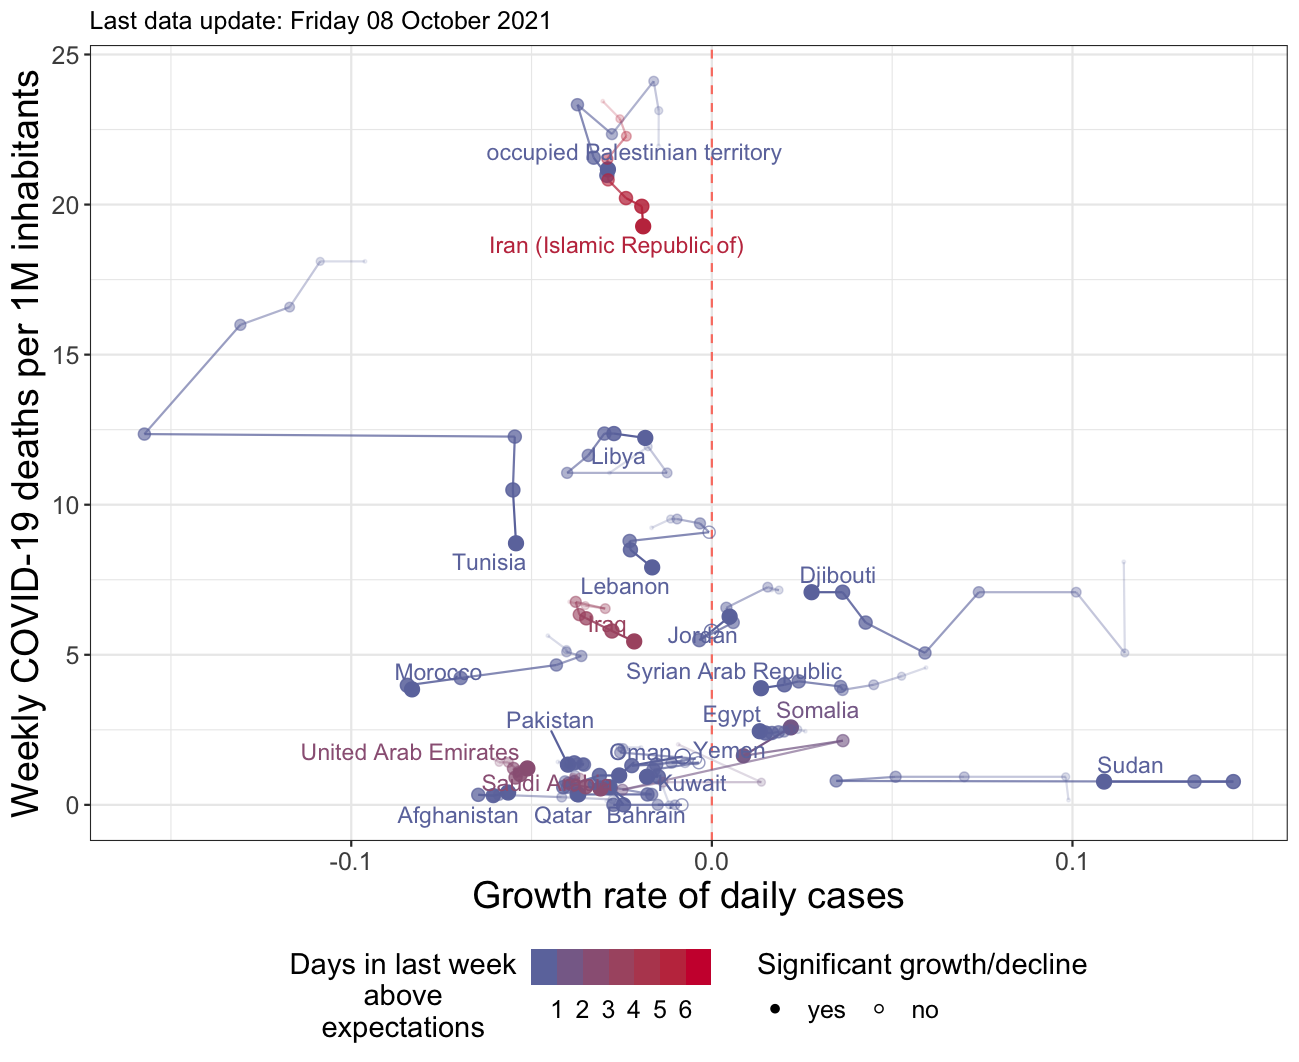 Last data update: Friday 08 October 2021
Weekly COVID-19 deaths per 1M inhabitants
25
20
15
10
5
0
occupied Palestinian territory
Iran (Islamic Republic of)
Libya
Tunisia
Lebanon
Djibouti
Iraq
Jordan
Morocco
Syrian Arab Republic
Egypt
Somalia
Pakistan
United Arab Emirates
Oman
Yemen
Sudan
Saudi Arabia
Kuwait
Afghanistan
Qatar
Bahrain
-0.1
0.0
0.1
Growth rate of daily cases
Days in last week
above
expectations
1 2 3 4 5 6
Significant growth/decline
yes no